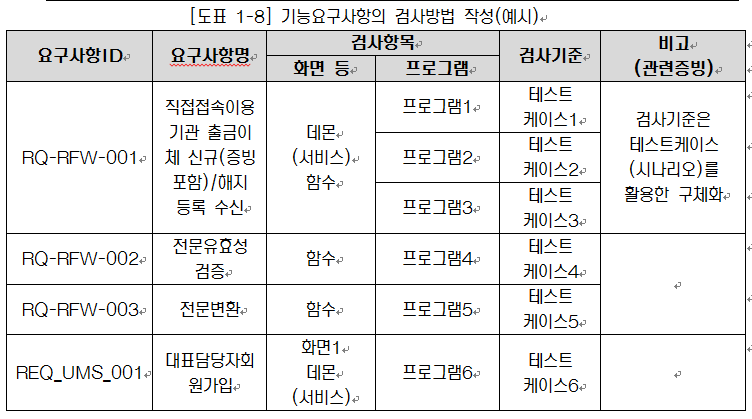 [도표 1-8] 기능요구사항의 검사방법 작성(예시)
요구사항ID 요구사항명 검사항목 검사기준 비고
(관련증빙)
화면 등 프로그램
RQ-RFW-001
직접접속이용
기관 출금이
체 신규(증빙
포함)/해지
등록 수신
데몬
(서비스)
함수
프로그램1
테스트
케이스1
프로그램2
테스트
케이스2
프로그램3
테스트
케이스3
검사기준은
테스트케이스
(시나리오)를
활용한 구체화
RQ-RFW-002
전문유효성
검증
함수
프로그램4
테스트
케이스4
RQ-RFW-003
전문변환
함수
프로그램5
테스트
케이스5
REQ_UMS_001
대표담당자회
원가입
화면1
데몬
(서비스)
프로그램6
테스트
케이스6